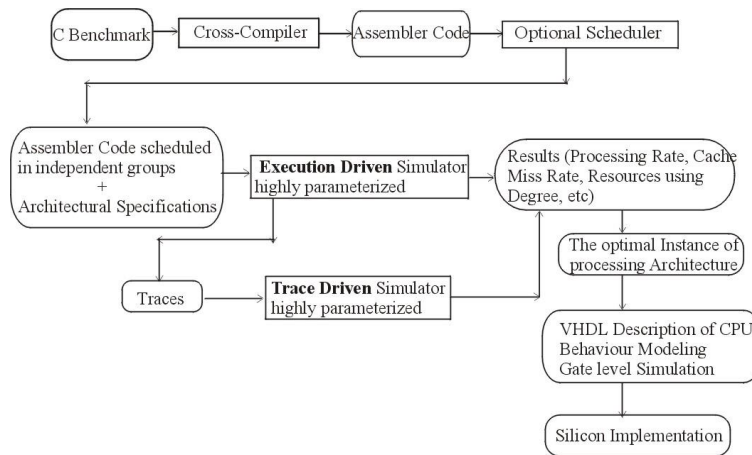 C Benchmark
Cross-Compiler
Assembler Code
Optional Scheduler
Assembler Code scheduled
in independent groups
+
Architectural Specifications
Execution Driven Simulator
highly parameterized
Results (Processing Rate, Cache
Miss Rate, Resources using
Degree, etc)
The optimal Instance of
processing Architecture
Traces
Trace Driven Simulator
highly parameterized
VHDL Description of CPU
Behaviour Modeling
Gate level Simulation
Silicon Implementation